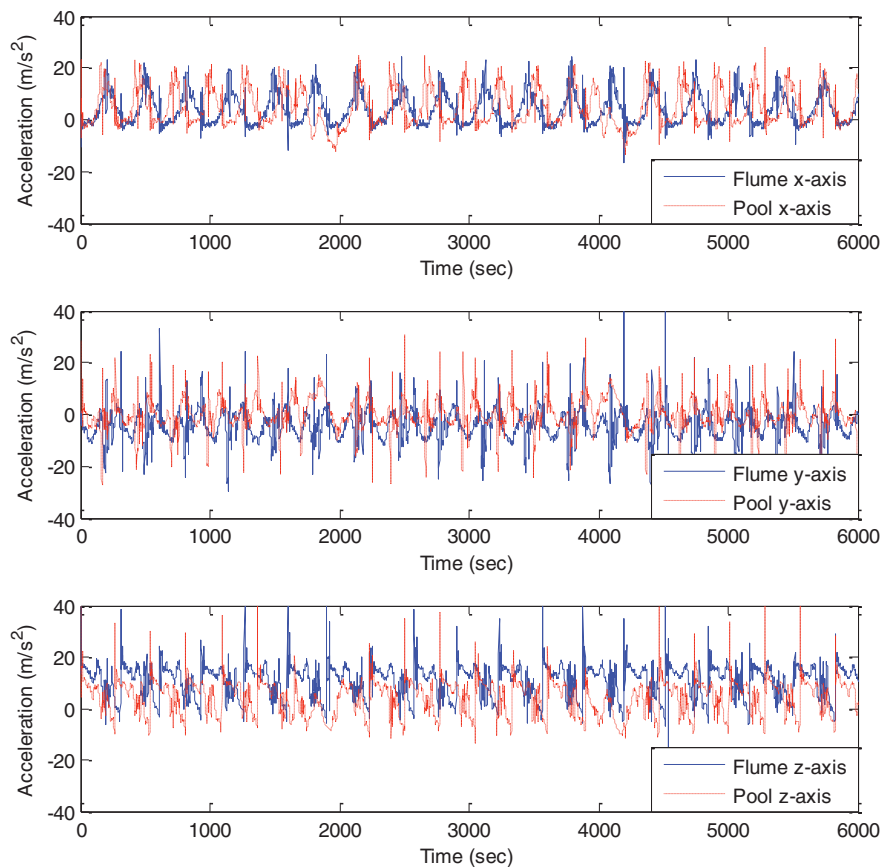 40
20
0
-20
-40
Acceleration (m/s²)
0 1000 2000 3000 4000 5000 6000
Time (sec)
Flume x-axis
Pool x-axis
40
20
0
-20
-40
Acceleration (m/s²)
0 1000 2000 3000 4000 5000 6000
Time (sec)
Flume y-axis
Pool y-axis
40
20
0
-20
-40
Acceleration (m/s²)
0 1000 2000 3000 4000 5000 6000
Time (sec)
Flume z-axis
Pool z-axis